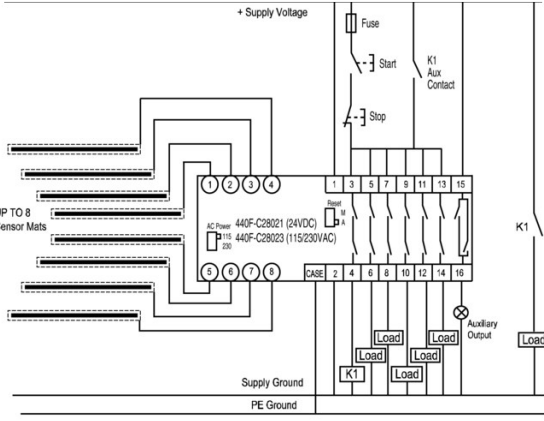 + Supply Voltage
Fuse
Start
K1
Aux
Contact
Stop
1 2 3 4
1 3 5 7 9 11 13 15
UP TO 8
Sensor Mats
Reset
M
A
AC Power
115
230
440F-C28021 (24VDC)
440F-C28023 (115/230VAC)
K1
5 6 7 8
CASE 2 4 6 8 10 12 14 16
Auxiliary
Output
Load
Load
Load
Load
Load
Load
K1
Supply Ground
PE Ground